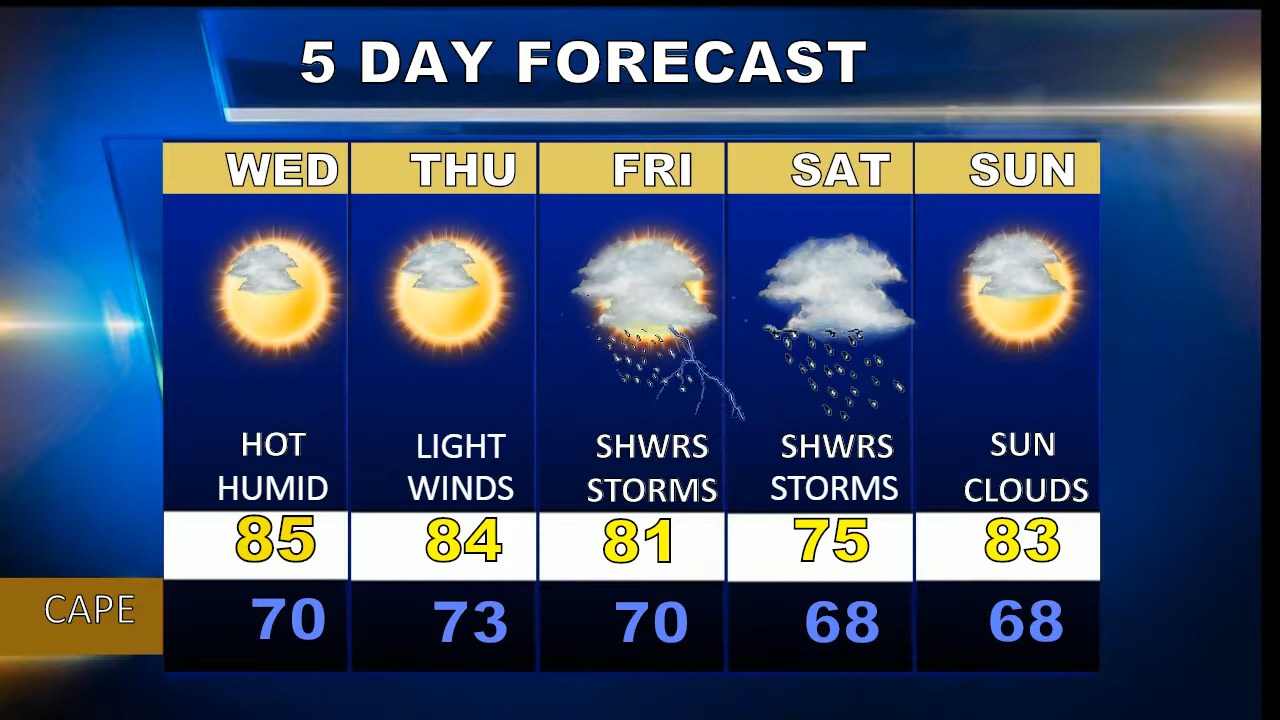 5 DAY FORECAST
WED THU FRI SAT SUN
HOT LIGHT SHWRS SHWRS SUN
HUMID WINDS STORMS STORMS CLOUDS
85 84 81 75 83
CAPE 70 73 70 68 68